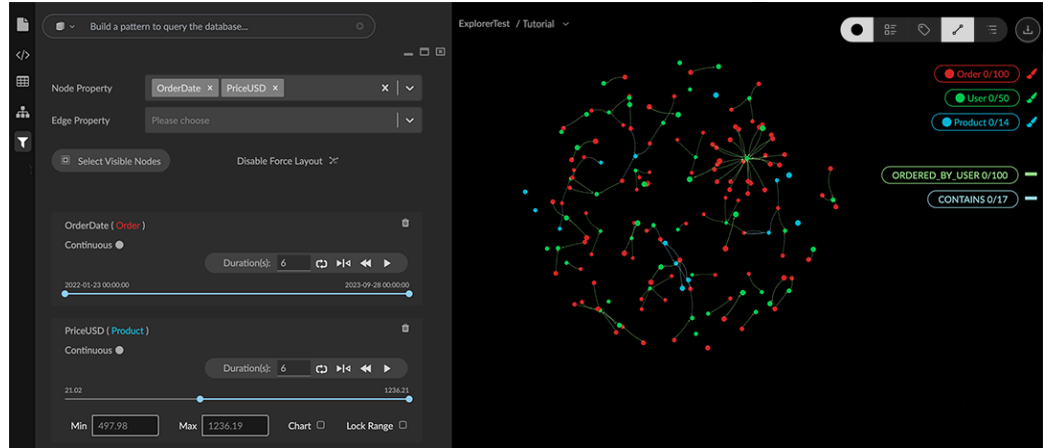 Build a pattern to query the database...
Node Property
OrderDate × PriceUSD ×
Edge Property
Please choose
Select Visible Nodes
Disable Force Layout
OrderDate ( Order )
Continuous
Duration(s): 6
2022-01-23 00:00:00
2023-09-28 00:00:00
PriceUSD ( Product )
Continuous
Duration(s): 6
21.02
1236.21
Min 497.98 Max 1236.19 Chart Lock Range
ExplorerTest / Tutorial
Order 0/100
User 0/50
Product 0/14
ORDERED_BY_USER 0/100
CONTAINS 0/17